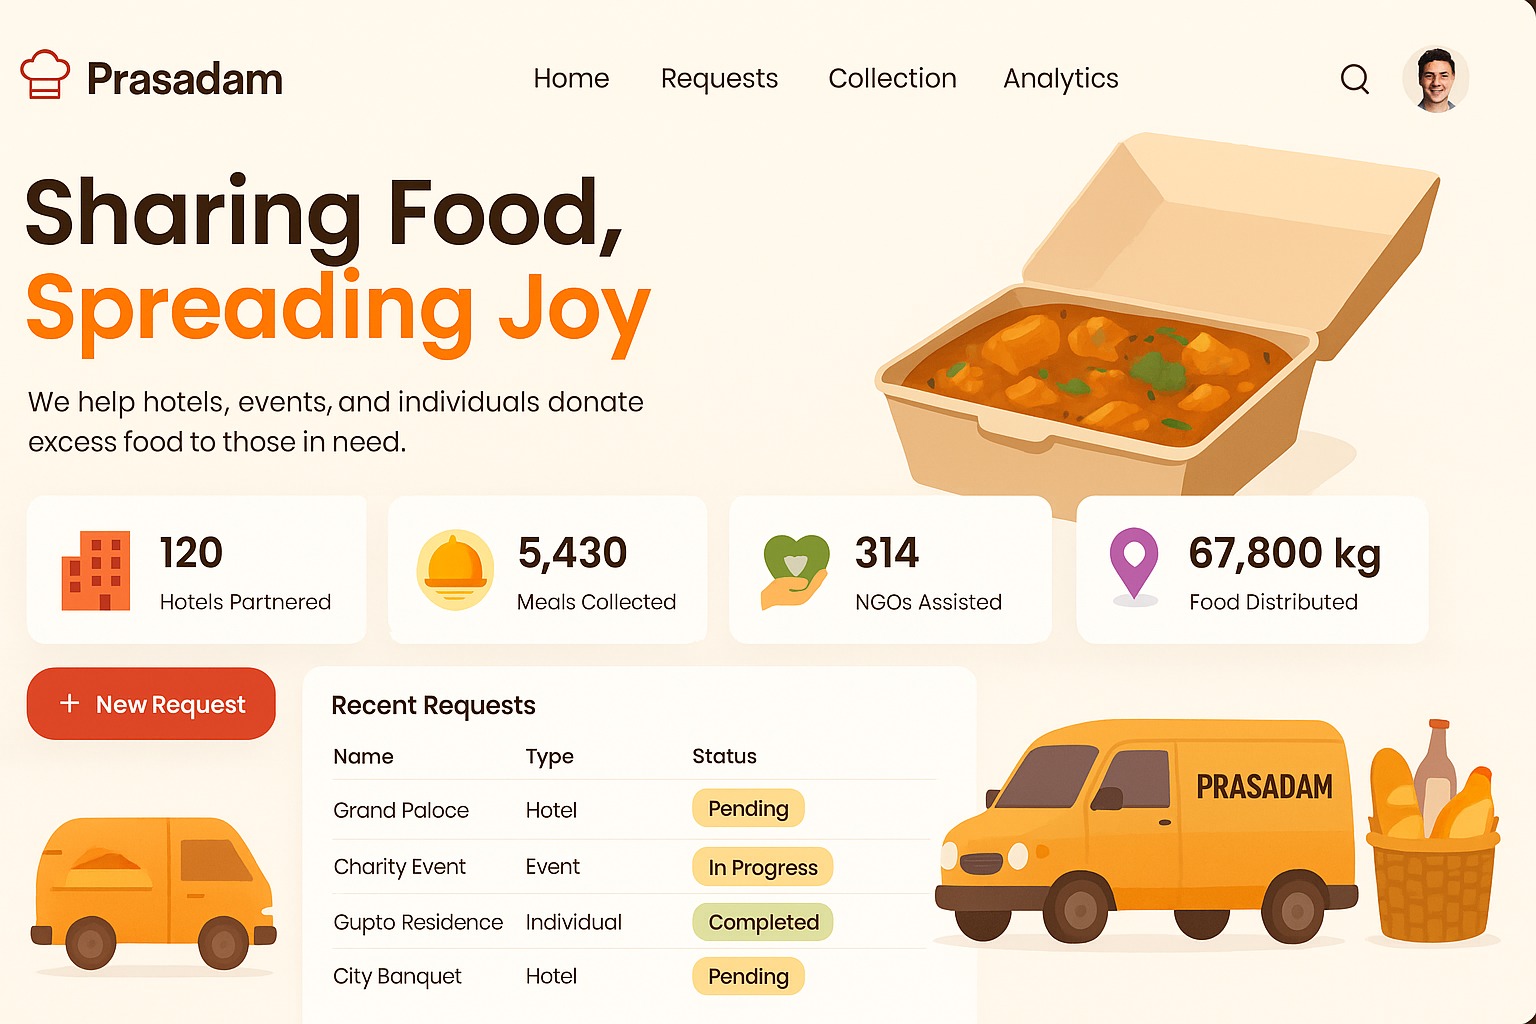 Prasadam
Home Requests Collection Analytics
Sharing Food,
Spreading Joy
We help hotels, events, and individuals donate
excess food to those in need.
120
Hotels Partnered
5,430
Meals Collected
314
NGOs Assisted
67,800 kg
Food Distributed
+ New Request
Recent Requests
Name Type Status
Grand Paloce Hotel Pending
Charity Event Event In Progress
Gupto Residence Individual Completed
City Banquet Hotel Pending
PRASADAM